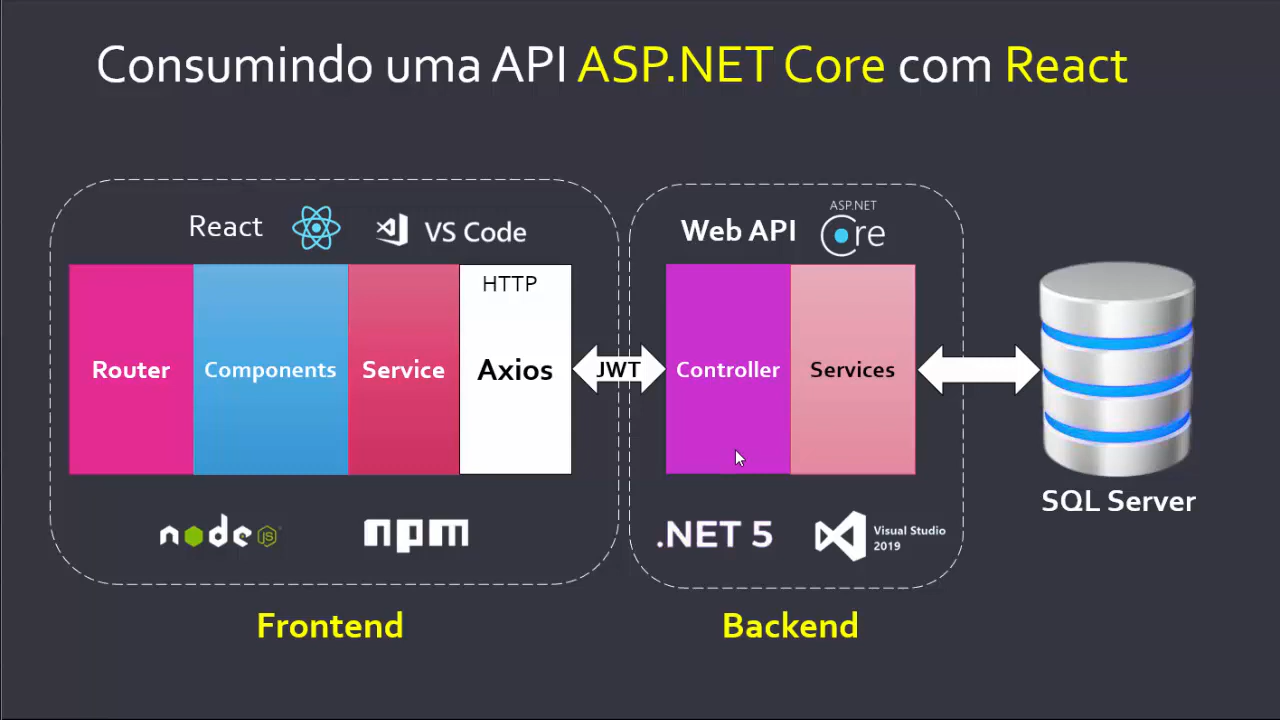 Consumindo uma API ASP.NET Core com React
React
VS Code
Web API
ASP.NET
Core
Router
Components
Service
HTTP
Axios
JWT
Controller
Services
SQL Server
node
JS
npm
.NET 5
Visual Studio
2019
Frontend
Backend